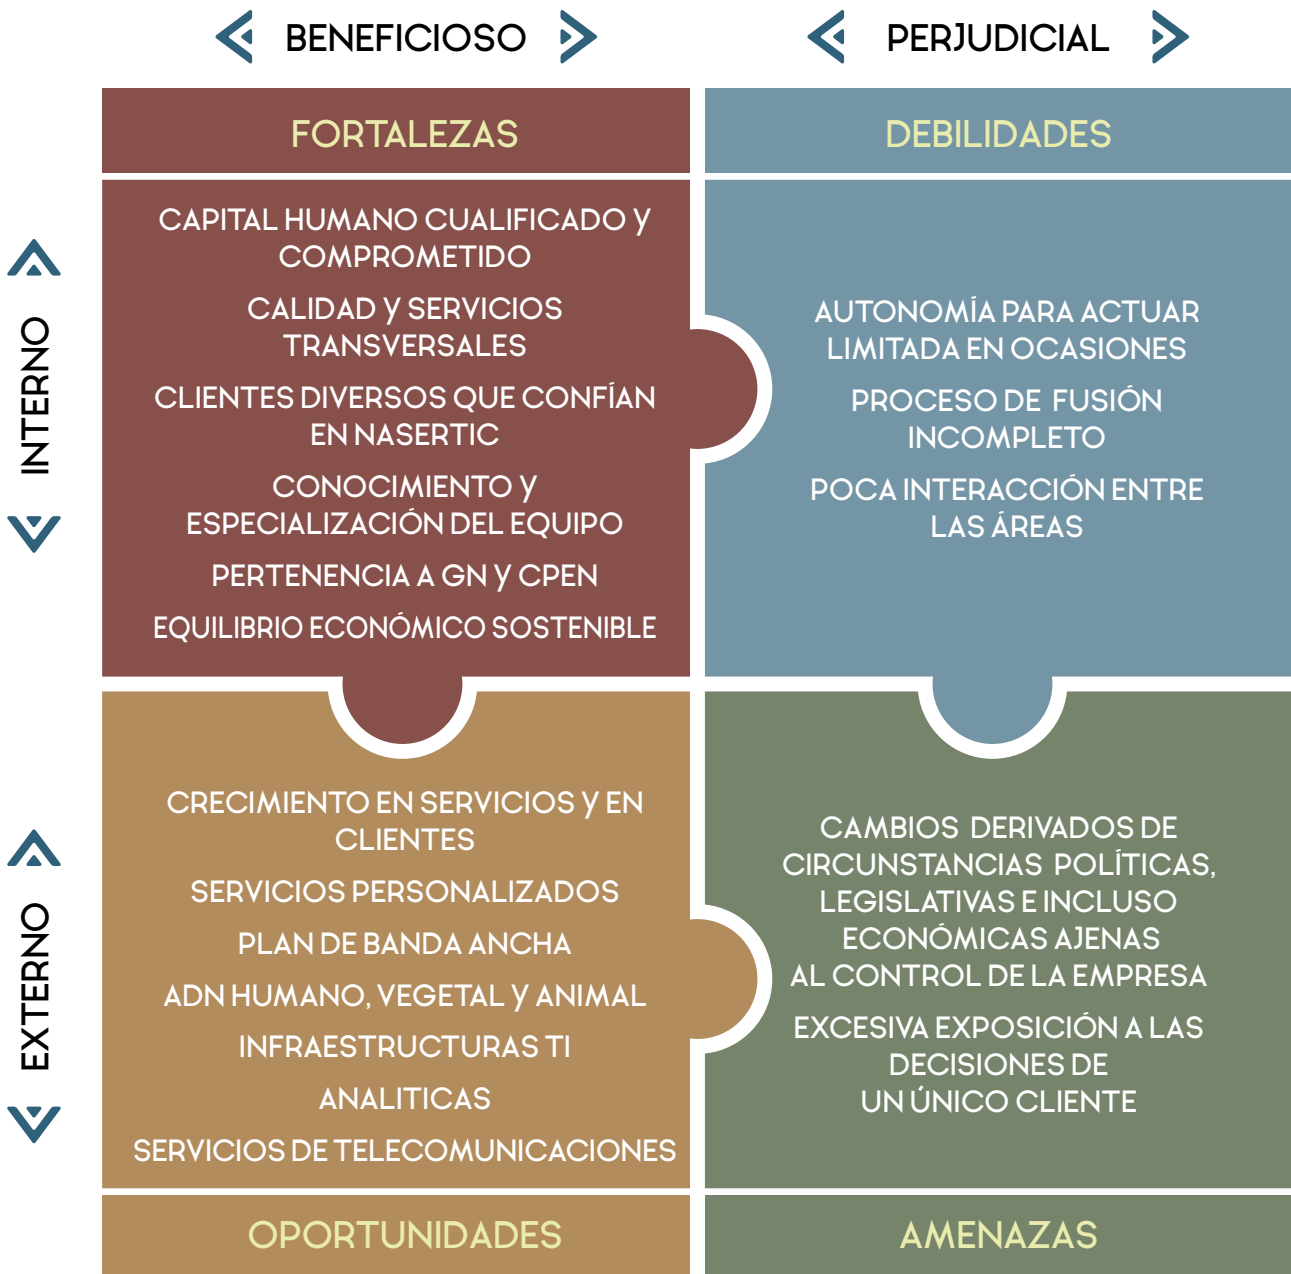 BENEFICIOSO
PERJUDICIAL
FORTALEZAS
DEBILIDADES
INTERNO
CAPITAL HUMANO CUALIFICADO Y
COMPROMETIDO
CALIDAD Y SERVICIOS
TRANSVERSALES
CLIENTES DIVERSOS QUE CONFÍAN
EN NASERTIC
CONOCIMIENTO Y
ESPECIALIZACIÓN DEL EQUIPO
PERTENENCIA A GN Y CPEN
EQUILIBRIO ECONÓMICO SOSTENIBLE
AUTONOMÍA PARA ACTUAR
LIMITADA EN OCASIONES
PROCESO DE FUSIÓN
INCOMPLETO
POCA INTERACCIÓN ENTRE
LAS ÁREAS
EXTERNO
CRECIMIENTO EN SERVICIOS Y EN
CLIENTES
SERVICIOS PERSONALIZADOS
PLAN DE BANDA ANCHA
ADN HUMANO, VEGETAL Y ANIMAL
INFRAESTRUCTURAS TI
ANALITICAS
SERVICIOS DE TELECOMUNICACIONES
CAMBIOS DERIVADOS DE
CIRCUNSTANCIAS POLÍTICAS,
LEGISLATIVAS E INCLUSO
ECONÓMICAS AJENAS
AL CONTROL DE LA EMPRESA
EXCESIVA EXPOSICIÓN A LAS
DECISIONES DE
UN ÚNICO CLIENTE
OPORTUNIDADES
AMENAZAS